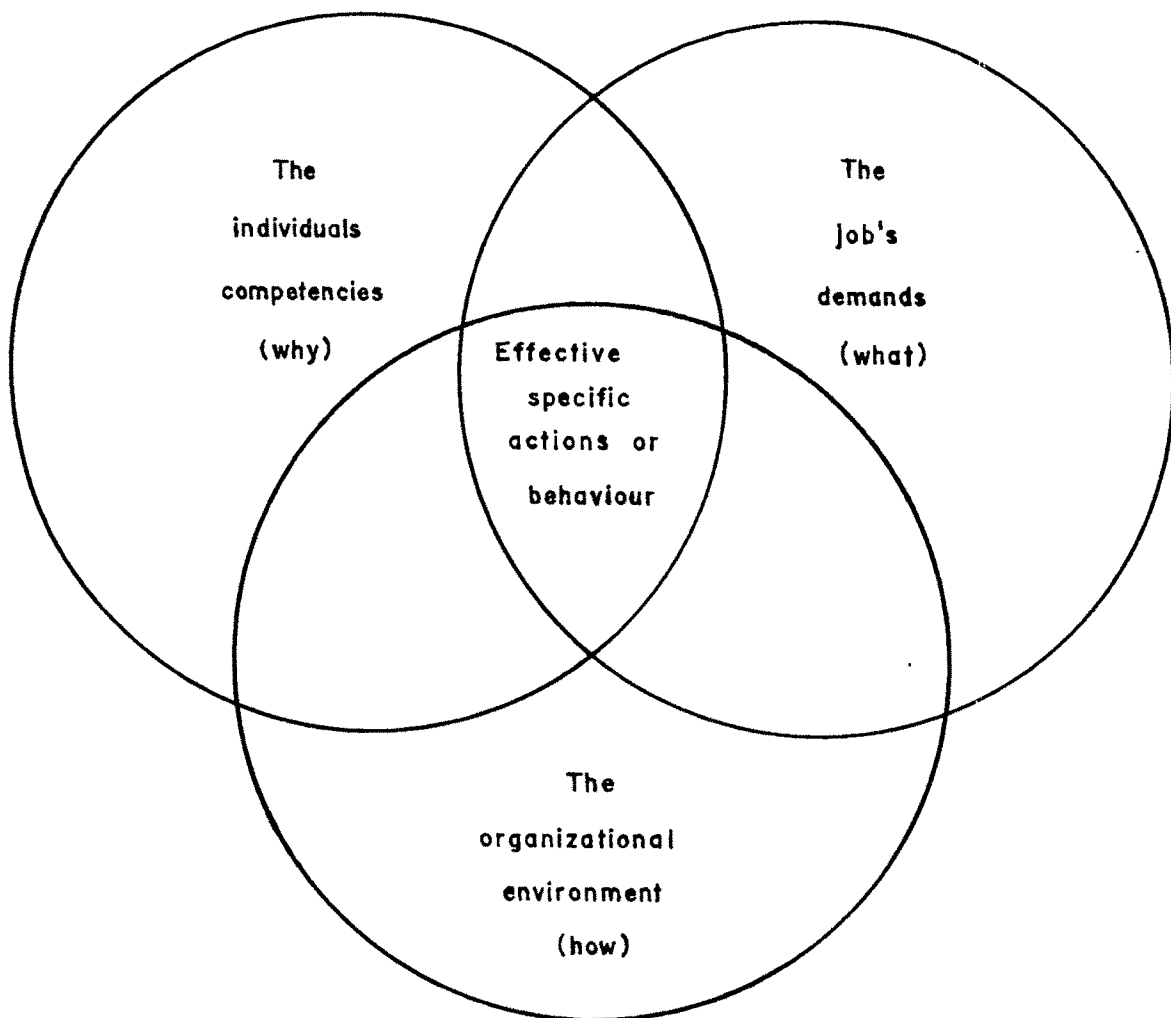 The
individuals
competencies
(why)
The
job's
demands
(what)
Effective
specific
actions or
behaviour
The
organizational
environment
(how)